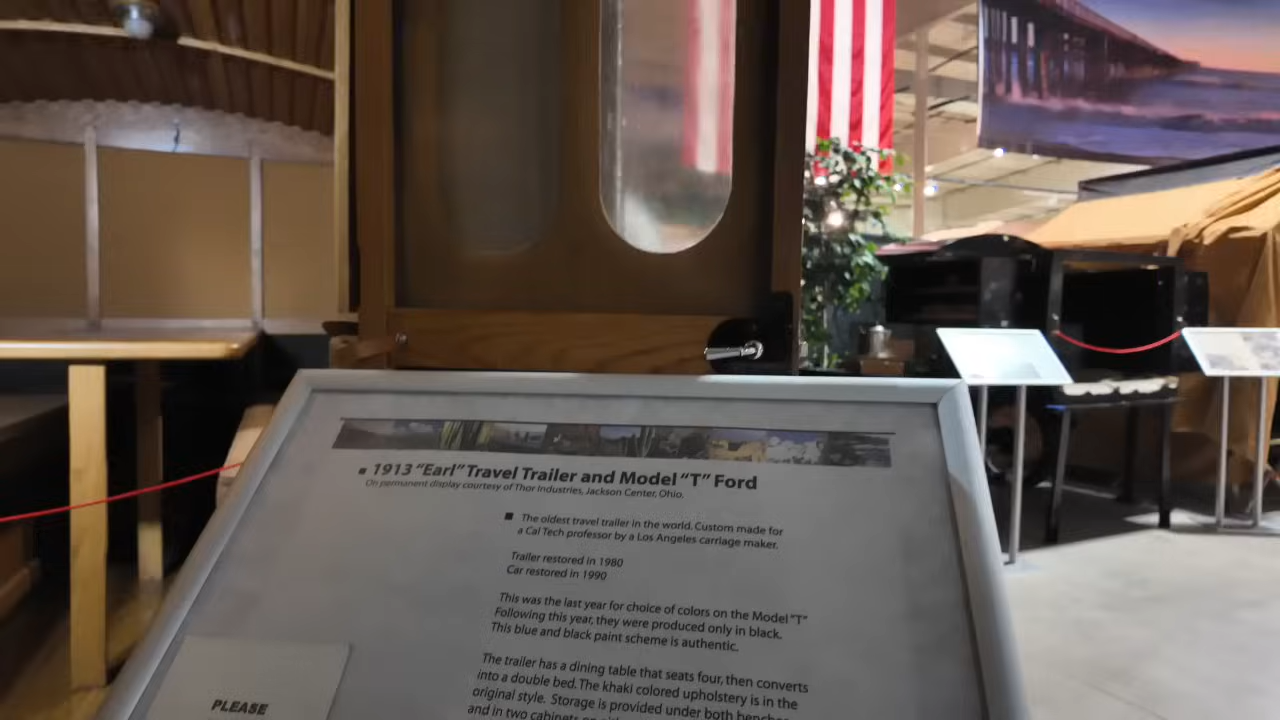 1913 "Earl" Travel Trailer and Model "T" Ford
On permanent display courtesy of Thor Industries, Jackson Center, Ohio.
The oldest travel trailer in the world. Custom made for
a Cal Tech professor by a Los Angeles carriage maker.
Trailer restored in 1980
Car restored in 1990
This was the last year for choice of colors on the Model "T"
Following this year, they were produced only in black.
This blue and black paint scheme is authentic.
The trailer has a dining table that seats four, then converts
into a double bed. The khaki colored upholstery is in the
original style. Storage is provided under both benches
and in two cabinets on
PLEASE